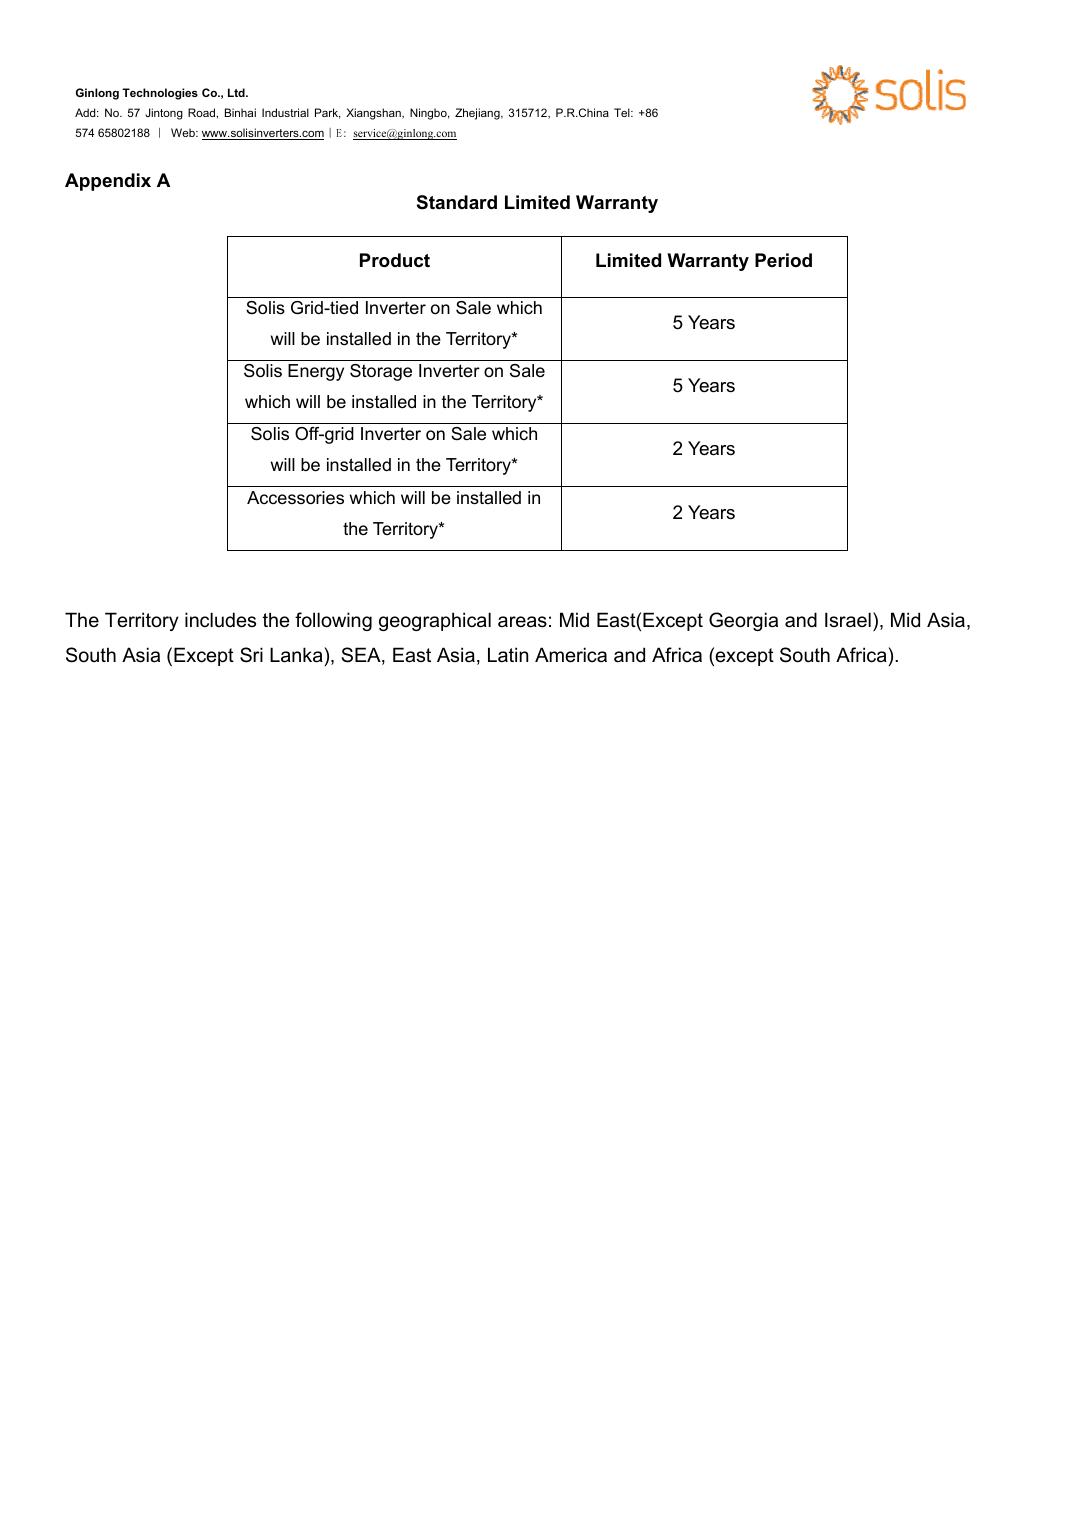 Ginlong Technologies Co., Ltd.
Add: No. 57 Jintong Road, Binhai Industrial Park, Xiangshan, Ningbo, Zhejiang, 315712, P.R.China Tel: +86
574 65802188 | Web: www.solisinverters.com | E: service@ginlong.com
solis
Appendix A
Standard Limited Warranty
Product
Limited Warranty Period
Solis Grid-tied Inverter on Sale which
will be installed in the Territory*
5 Years
Solis Energy Storage Inverter on Sale
which will be installed in the Territory*
5 Years
Solis Off-grid Inverter on Sale which
will be installed in the Territory*
2 Years
Accessories which will be installed in
the Territory*
2 Years
The Territory includes the following geographical areas: Mid East(Except Georgia and Israel), Mid Asia,
South Asia (Except Sri Lanka), SEA, East Asia, Latin America and Africa (except South Africa).